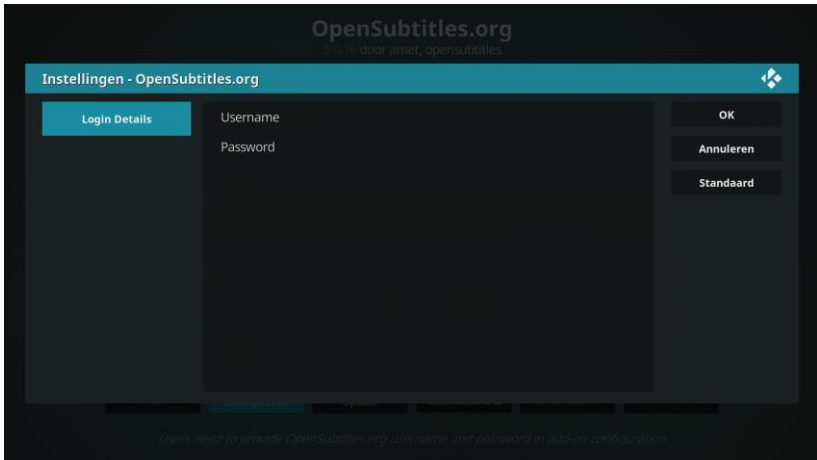 OpenSubtitles.org
5.0.16 door amet, opensubtitles
Instellingen - OpenSubtitles.org
Login Details
Username
Password
OK
Annuleren
Standaard
Users need to provide OpenSubtitles.org username and password in add-on configuration